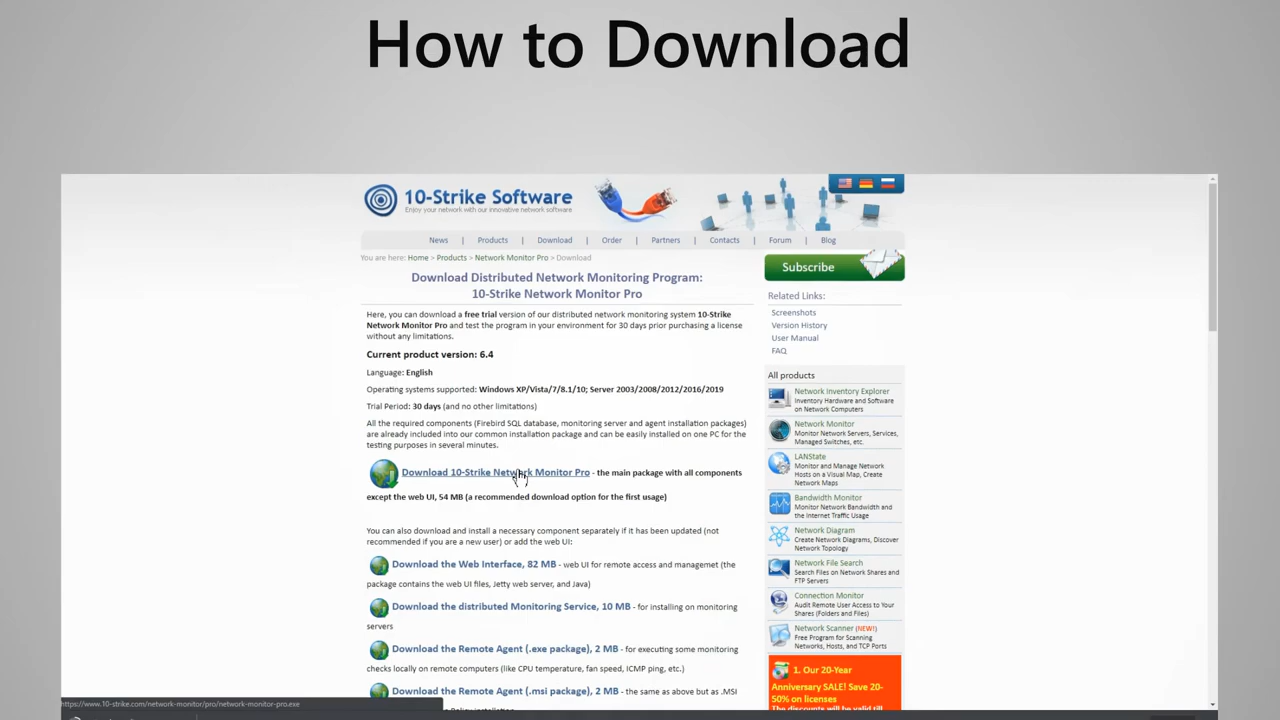 How to Download
10-Strike Software
Enjoy your network with our innovative network software
News | Products | Download | Order | Partners | Contacts | Forum | Blog
You are here: Home > Products > Network Monitor Pro > Download
Subscribe
Download Distributed Network Monitoring Program:
10-Strike Network Monitor Pro
Here, you can download a free trial version of our distributed network monitoring system 10-Strike
Network Monitor Pro and test the program in your environment for 30 days prior purchasing a license
without any limitations.
Current product version: 6.4
Language: English
Operating systems supported: Windows XP/Vista/7/8.1/10; Server 2003/2008/2012/2016/2019
Trial Period: 30 days (and no other limitations)
All the required components (Firebird SQL database, monitoring server and agent installation packages)
are already included into our common installation package and can be easily installed on one PC for the
testing purposes in several minutes.
Download 10-Strike Network Monitor Pro - the main package with all components
except the web UI, 54 MB (a recommended download option for the first usage)
You can also download and install a necessary component separately if it has been updated (not
recommended if you are a new user) or add the web UI:
Download the Web Interface, 82 MB - web UI for remote access and managemet (the
package contains the web UI files, Jetty web server, and Java)
Download the distributed Monitoring Service, 10 MB - for installing on monitoring
servers
Download the Remote Agent (.exe package), 2 MB - for executing some monitoring
checks locally on remote computers (like CPU temperature, fan speed, ICMP ping, etc.)
Download the Remote Agent (.msi package), 2 MB - the same as above but as .MSI
Related Links:
Screenshots
Version History
User Manual
FAQ
All products
Network Inventory Explorer
Inventory Hardware and Software
on Network Computers
Network Monitor
Monitor Network Servers, Services,
Managed Switches, etc.
LANState
Monitor and Manage Network
Hosts on a Visual Map, Create
Network Maps
Bandwidth Monitor
Monitor Network Bandwidth and
the Internet Traffic Usage
Network Diagram
Create Network Diagrams, Discover
Network Topology
Network File Search
Search Files on Network Shares and
FTP Servers
Connection Monitor
Audit Remote User Access to Your
Shares (Folders and Files)
Network Scanner (NEW!)
Free Program for Scanning
Networks, Hosts, and TCP Ports
1. Our 20-Year
Anniversary SALE! Save 20-
50% on licenses
The discounts will be valid till
https://www.10-strike.com/network-monitor/pro/network-monitor-pro.exe